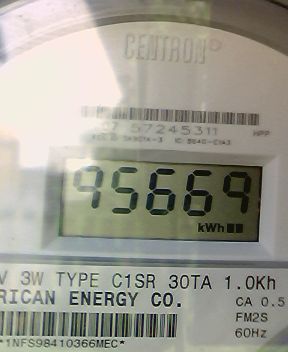 CENTRON®
57245311
HPP
95669
kWh
V 3W TYPE C1SR 30TA 1.0Kh
RICAN ENERGY CO.
CA 0.5
FM2S
60Hz
*1NFS98410366MEC*